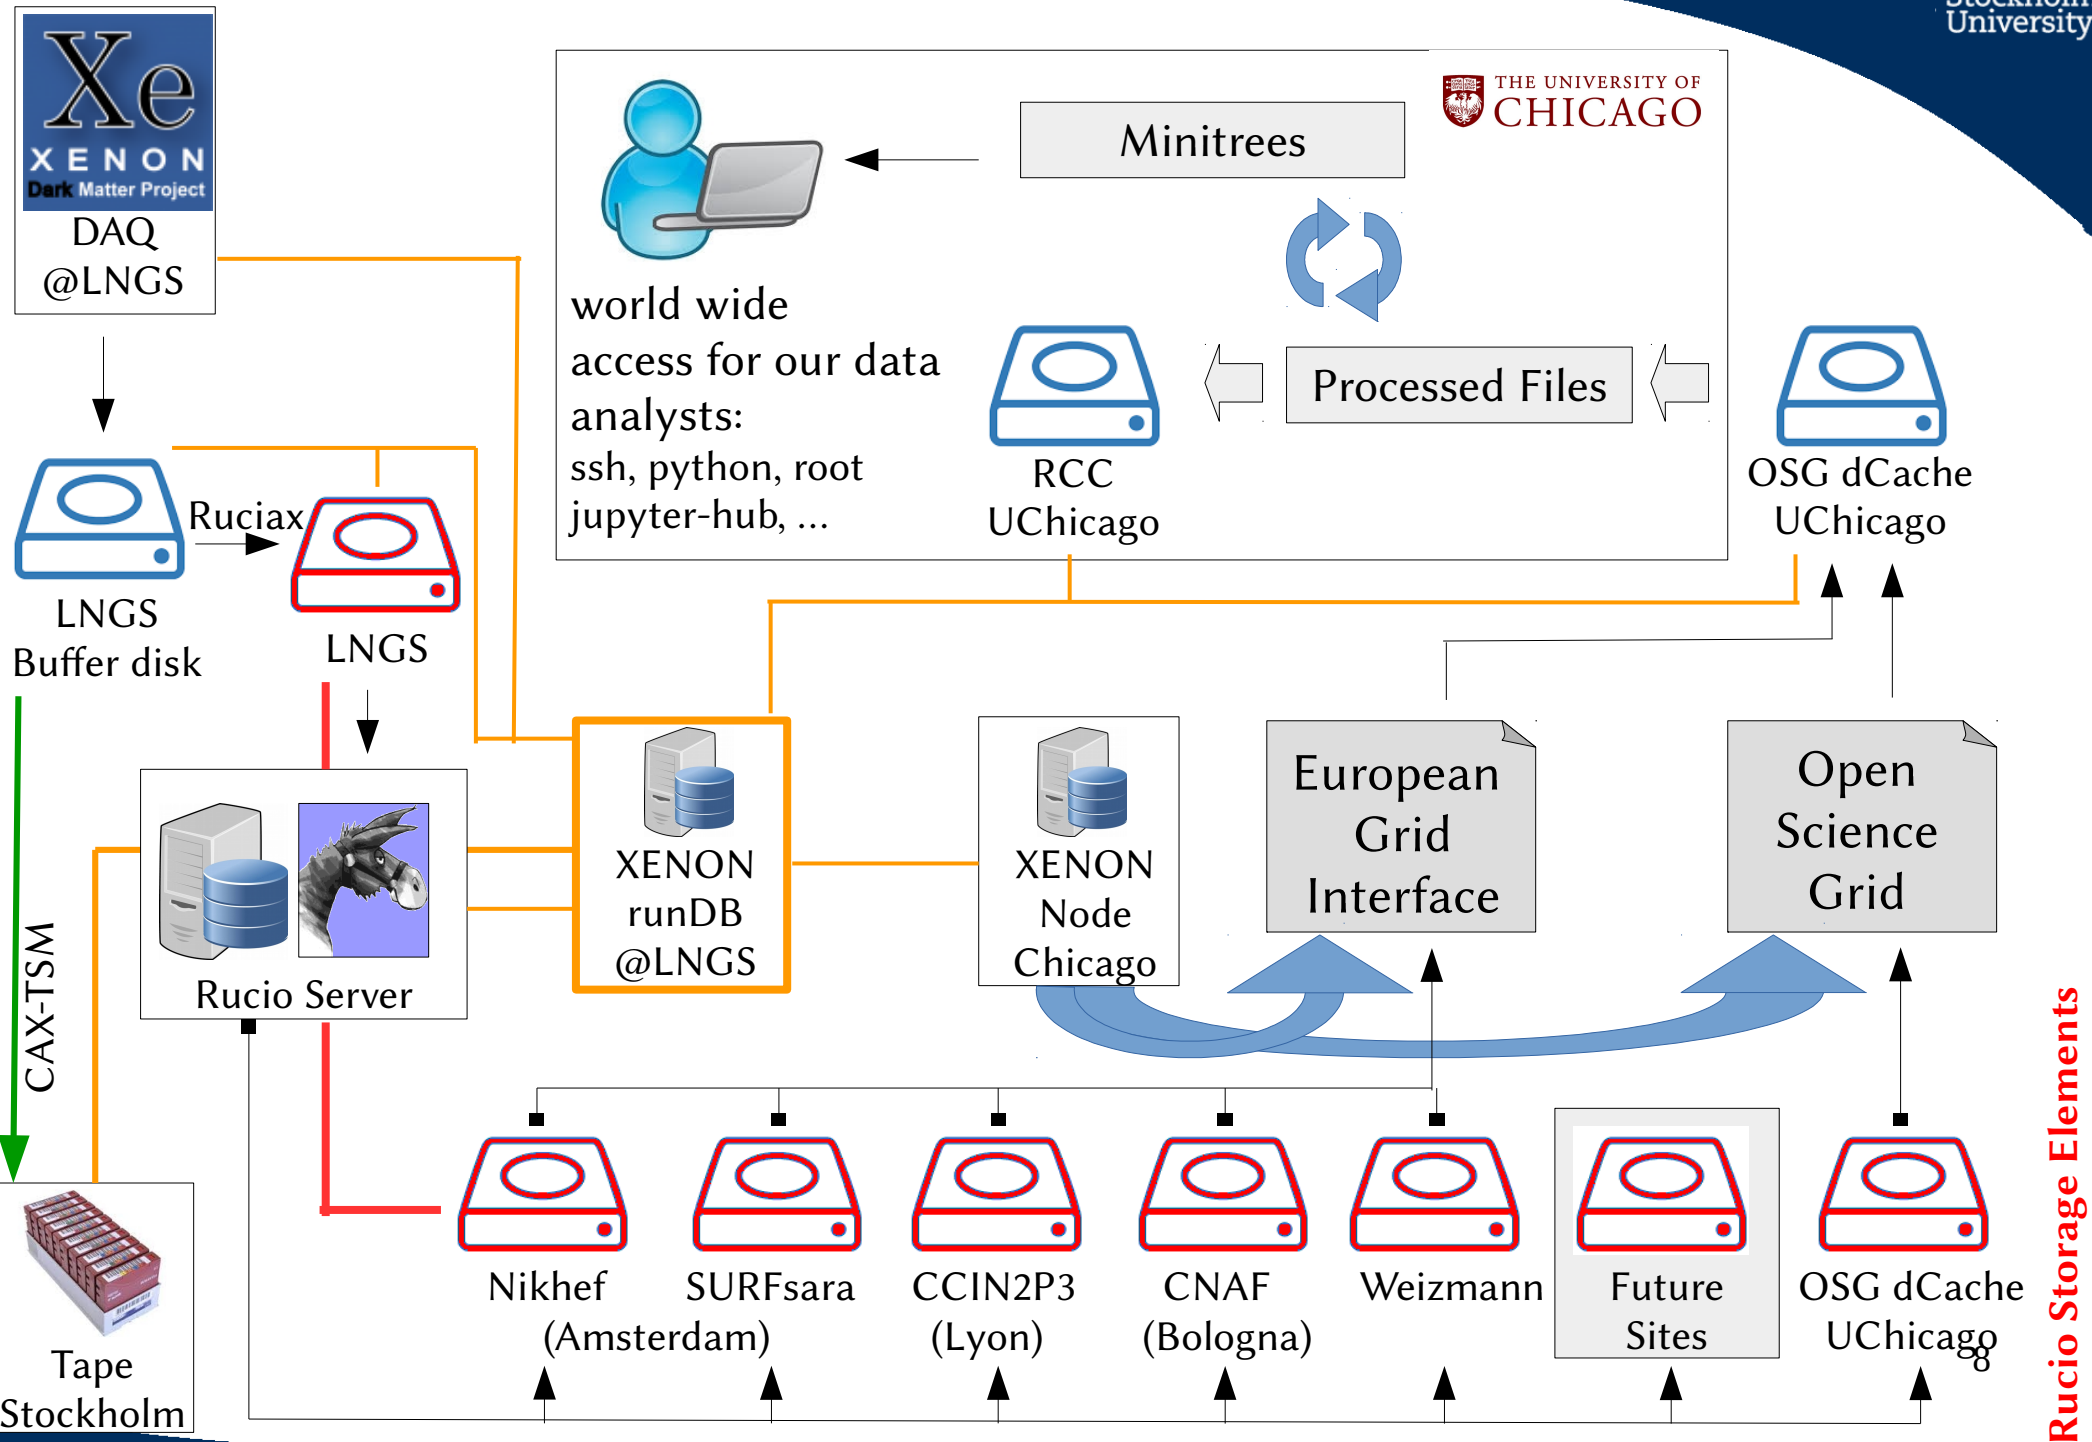 Stockholm
University
Xe
XENON
Dark Matter Project
DAQ
@LNGS
THE UNIVERSITY OF
CHICAGO
Minitrees
world wide
access for our data
analysts:
ssh, python, root
jupyter-hub, ...
Processed Files
RCC
UChicago
OSG dCache
UChicago
Ruciax
LNGS
Buffer disk
LNGS
CAX-TSM
Rucio Server
XENON
runDB
@LNGS
XENON
Node
Chicago
European
Grid
Interface
Open
Science
Grid
Rucio Storage Elements
Tape
Stockholm
Nikhef
SURFsara
(Amsterdam)
CCIN2P3
(Lyon)
CNAF
(Bologna)
Weizmann
Future
Sites
OSG dCache
UChicago
8